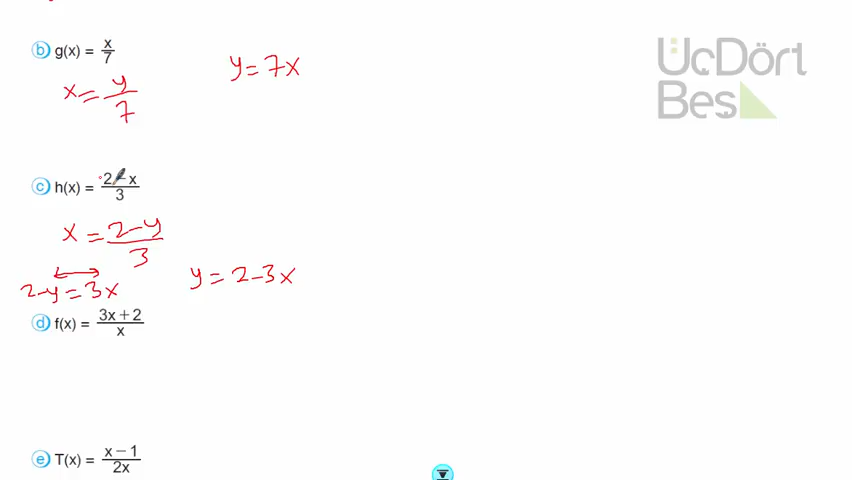 b g(x) = x/7
x = y/7
y = 7x
ÜçDört
Beş
c h(x) = 2-x/3
x = 2-y/3
2-y = 3x
y = 2-3x
d f(x) = 3x+2/x
e T(x) = x-1/2x